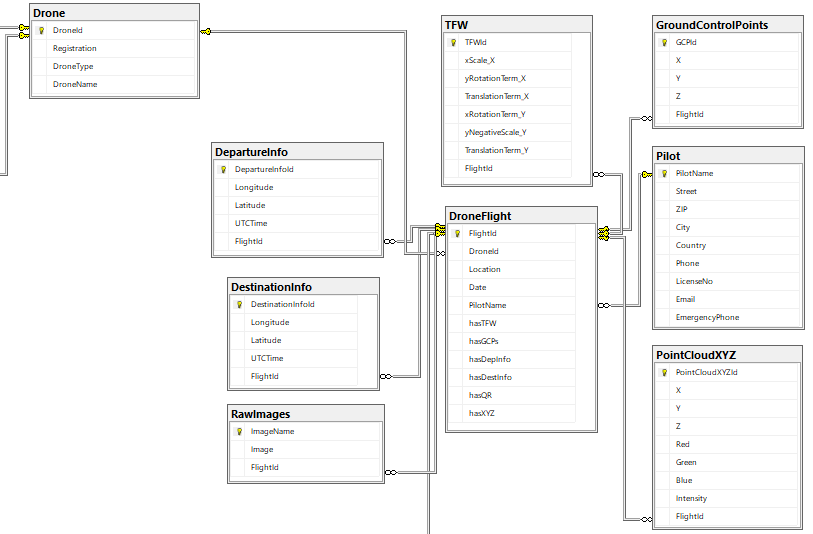 Drone
DroneId
Registration
DroneType
DroneName
DepartureInfo
DepartureInfoId
Longitude
Latitude
UTCTime
FlightId
DestinationInfo
DestinationInfoId
Longitude
Latitude
UTCTime
FlightId
RawImages
ImageName
Image
FlightId
TFW
TFWId
xScale_X
yRotationTerm_X
TranslationTerm_X
xRotationTerm_Y
yNegativeScale_Y
TranslationTerm_Y
FlightId
DroneFlight
FlightId
DroneId
Location
Date
PilotName
hasTFW
hasGCPs
hasDepInfo
hasDestInfo
hasQR
hasXYZ
GroundControlPoints
GCPId
X
Y
Z
FlightId
Pilot
PilotName
Street
ZIP
City
Country
Phone
LicenseNo
Email
EmergencyPhone
PointCloudXYZ
PointCloudXYZId
X
Y
Z
Red
Green
Blue
Intensity
FlightId